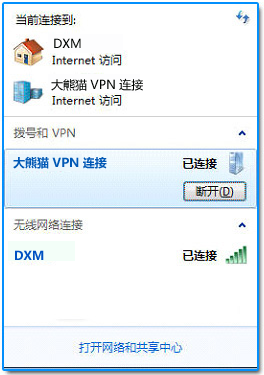 当前连接到:
DXM
Internet 访问
大熊猫 VPN 连接
Internet 访问
拨号和 VPN
大熊猫 VPN 连接 已连接
断开(D)
无线网络连接
DXM 已连接
打开网络和共享中心